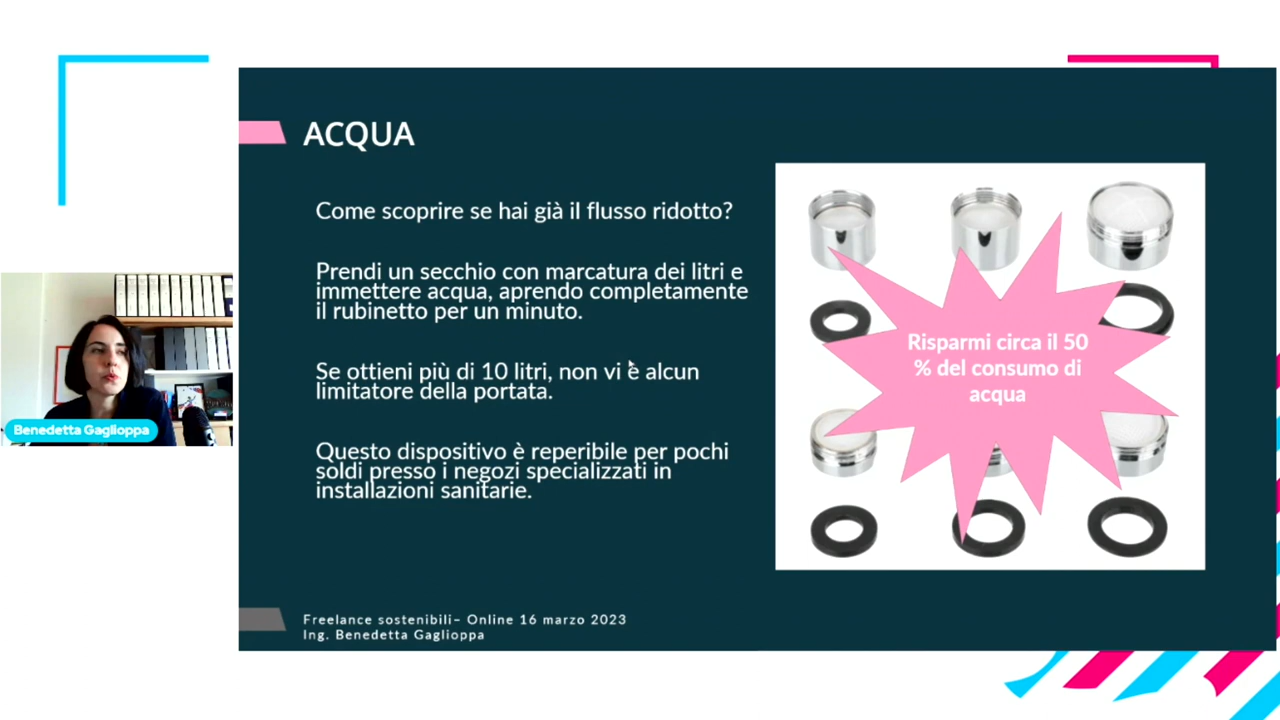 ACQUA
Come scoprire se hai già il flusso ridotto?
Prendi un secchio con marcatura dei litri e
immettere acqua, aprendo completamente
il rubinetto per un minuto.
Se ottieni più di 10 litri, non vi è alcun
limitatore della portata.
Questo dispositivo è reperibile per pochi
soldi presso i negozi specializzati in
installazioni sanitarie.
Risparmi circa il 50
% del consumo di
acqua
Benedetta Gaglioppa
Freelance sostenibili– Online 16 marzo 2023
Ing. Benedetta Gaglioppa